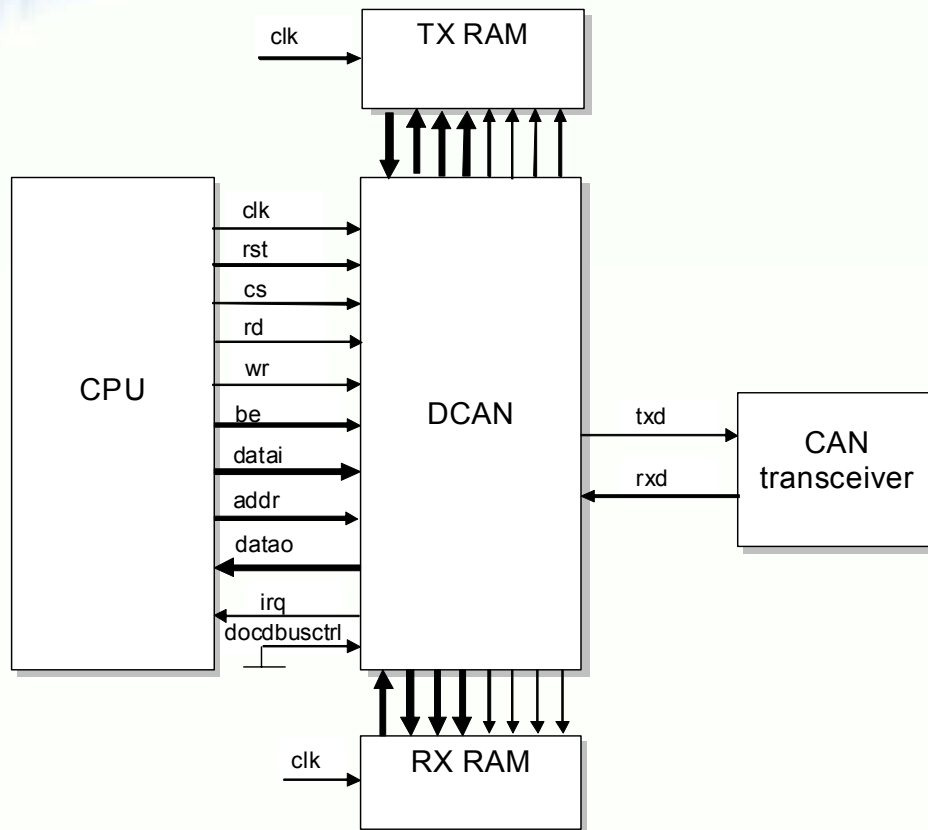 TX RAM
clk
clk
rst
cs
rd
wr
be
datai
addr
datao
irq
docdbusctrl
CPU
DCAN
txd
rxd
CAN
transceiver
clk
RX RAM